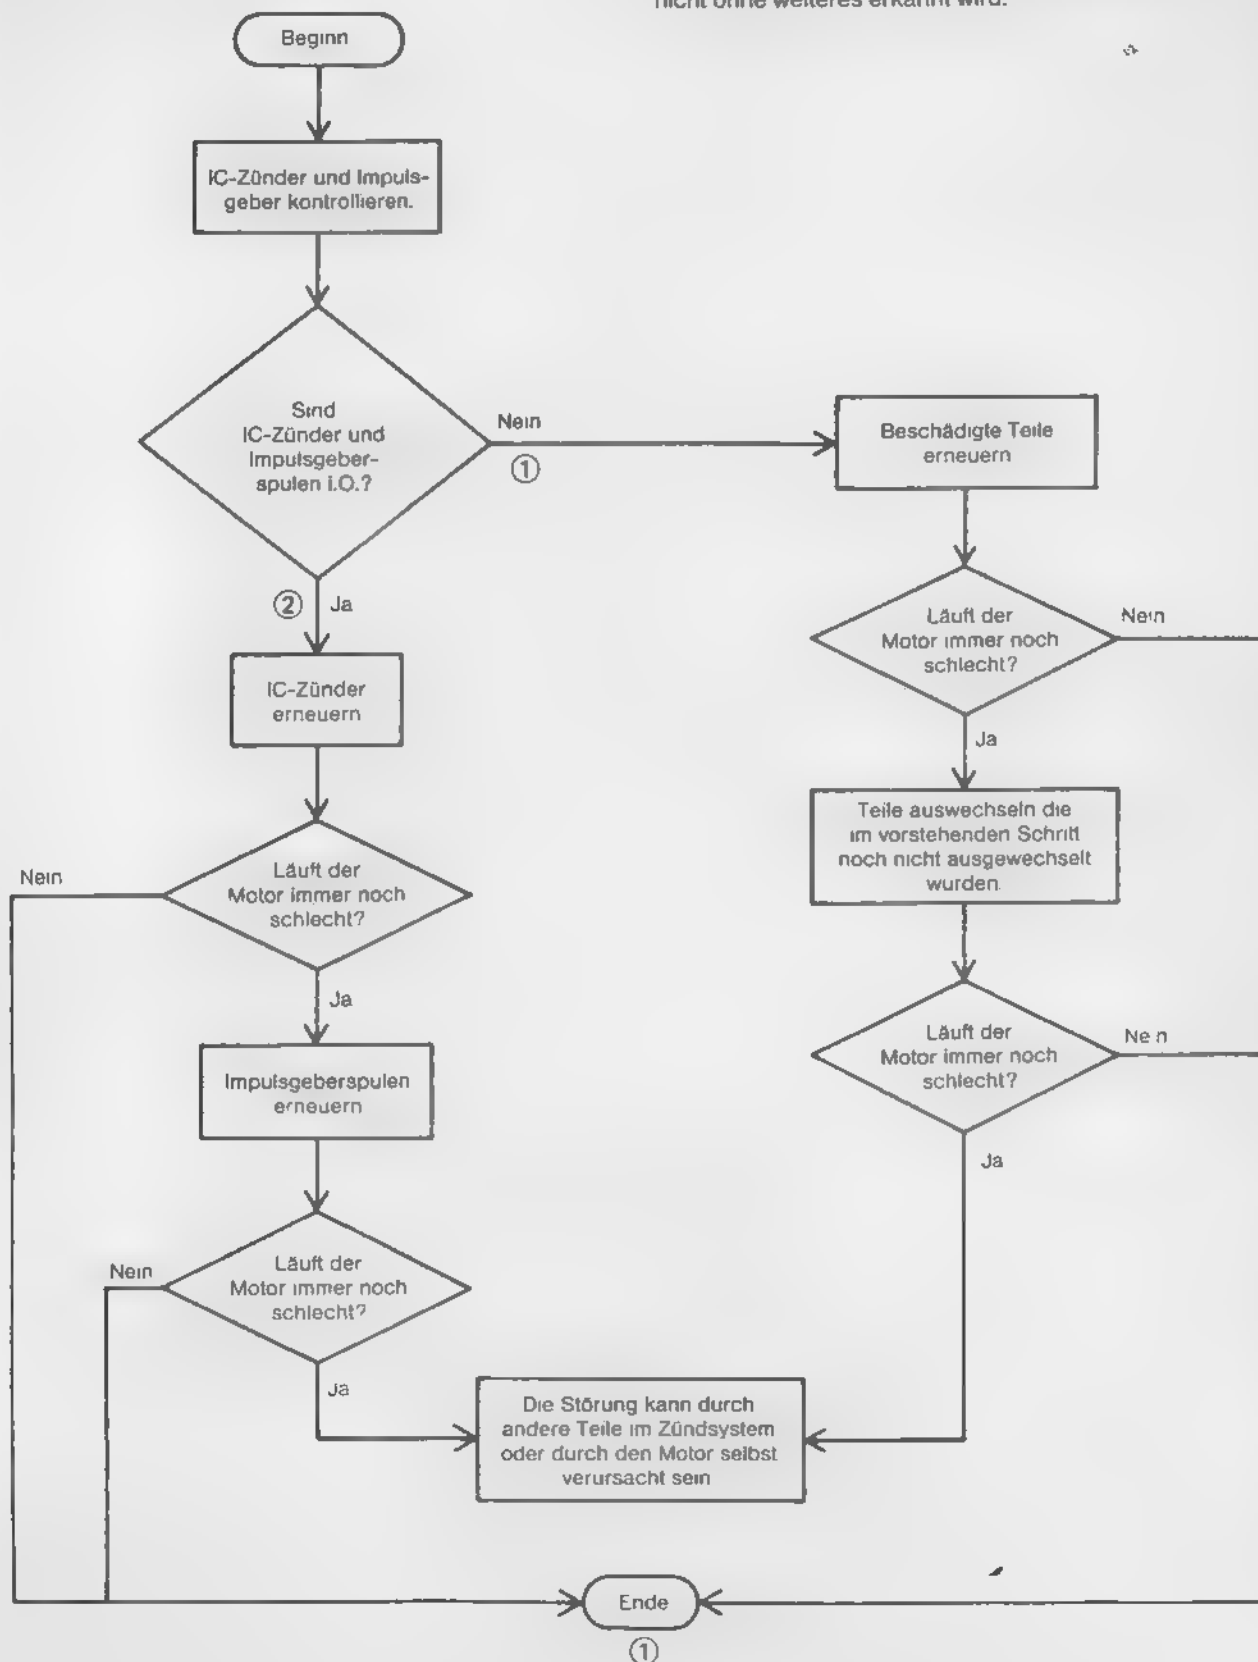 nicht ohne weiteres erkannt wird.
Beginn
IC-Zünder und Impuls-
geber kontrollieren.
Sind
IC-Zünder und
Impulsgeber-
spulen i.O.?
Nein
①
Beschädigte Teile
erneuern
② Ja
Läuft der
Motor immer noch
schlecht?
Nein
IC-Zünder
erneuern
Ja
Teile auswechseln die
im vorstehenden Schritt
noch nicht ausgewechselt
wurden.
Nein
Läuft der
Motor immer noch
schlecht?
Ja
Läuft der
Motor immer noch
schlecht?
Nein
Impulsgeberspulen
erneuern
Ja
Nein
Läuft der
Motor immer noch
schlecht?
Ja
Die Störung kann durch
andere Teile im Zündsystem
oder durch den Motor selbst
verursacht sein
Ende
①